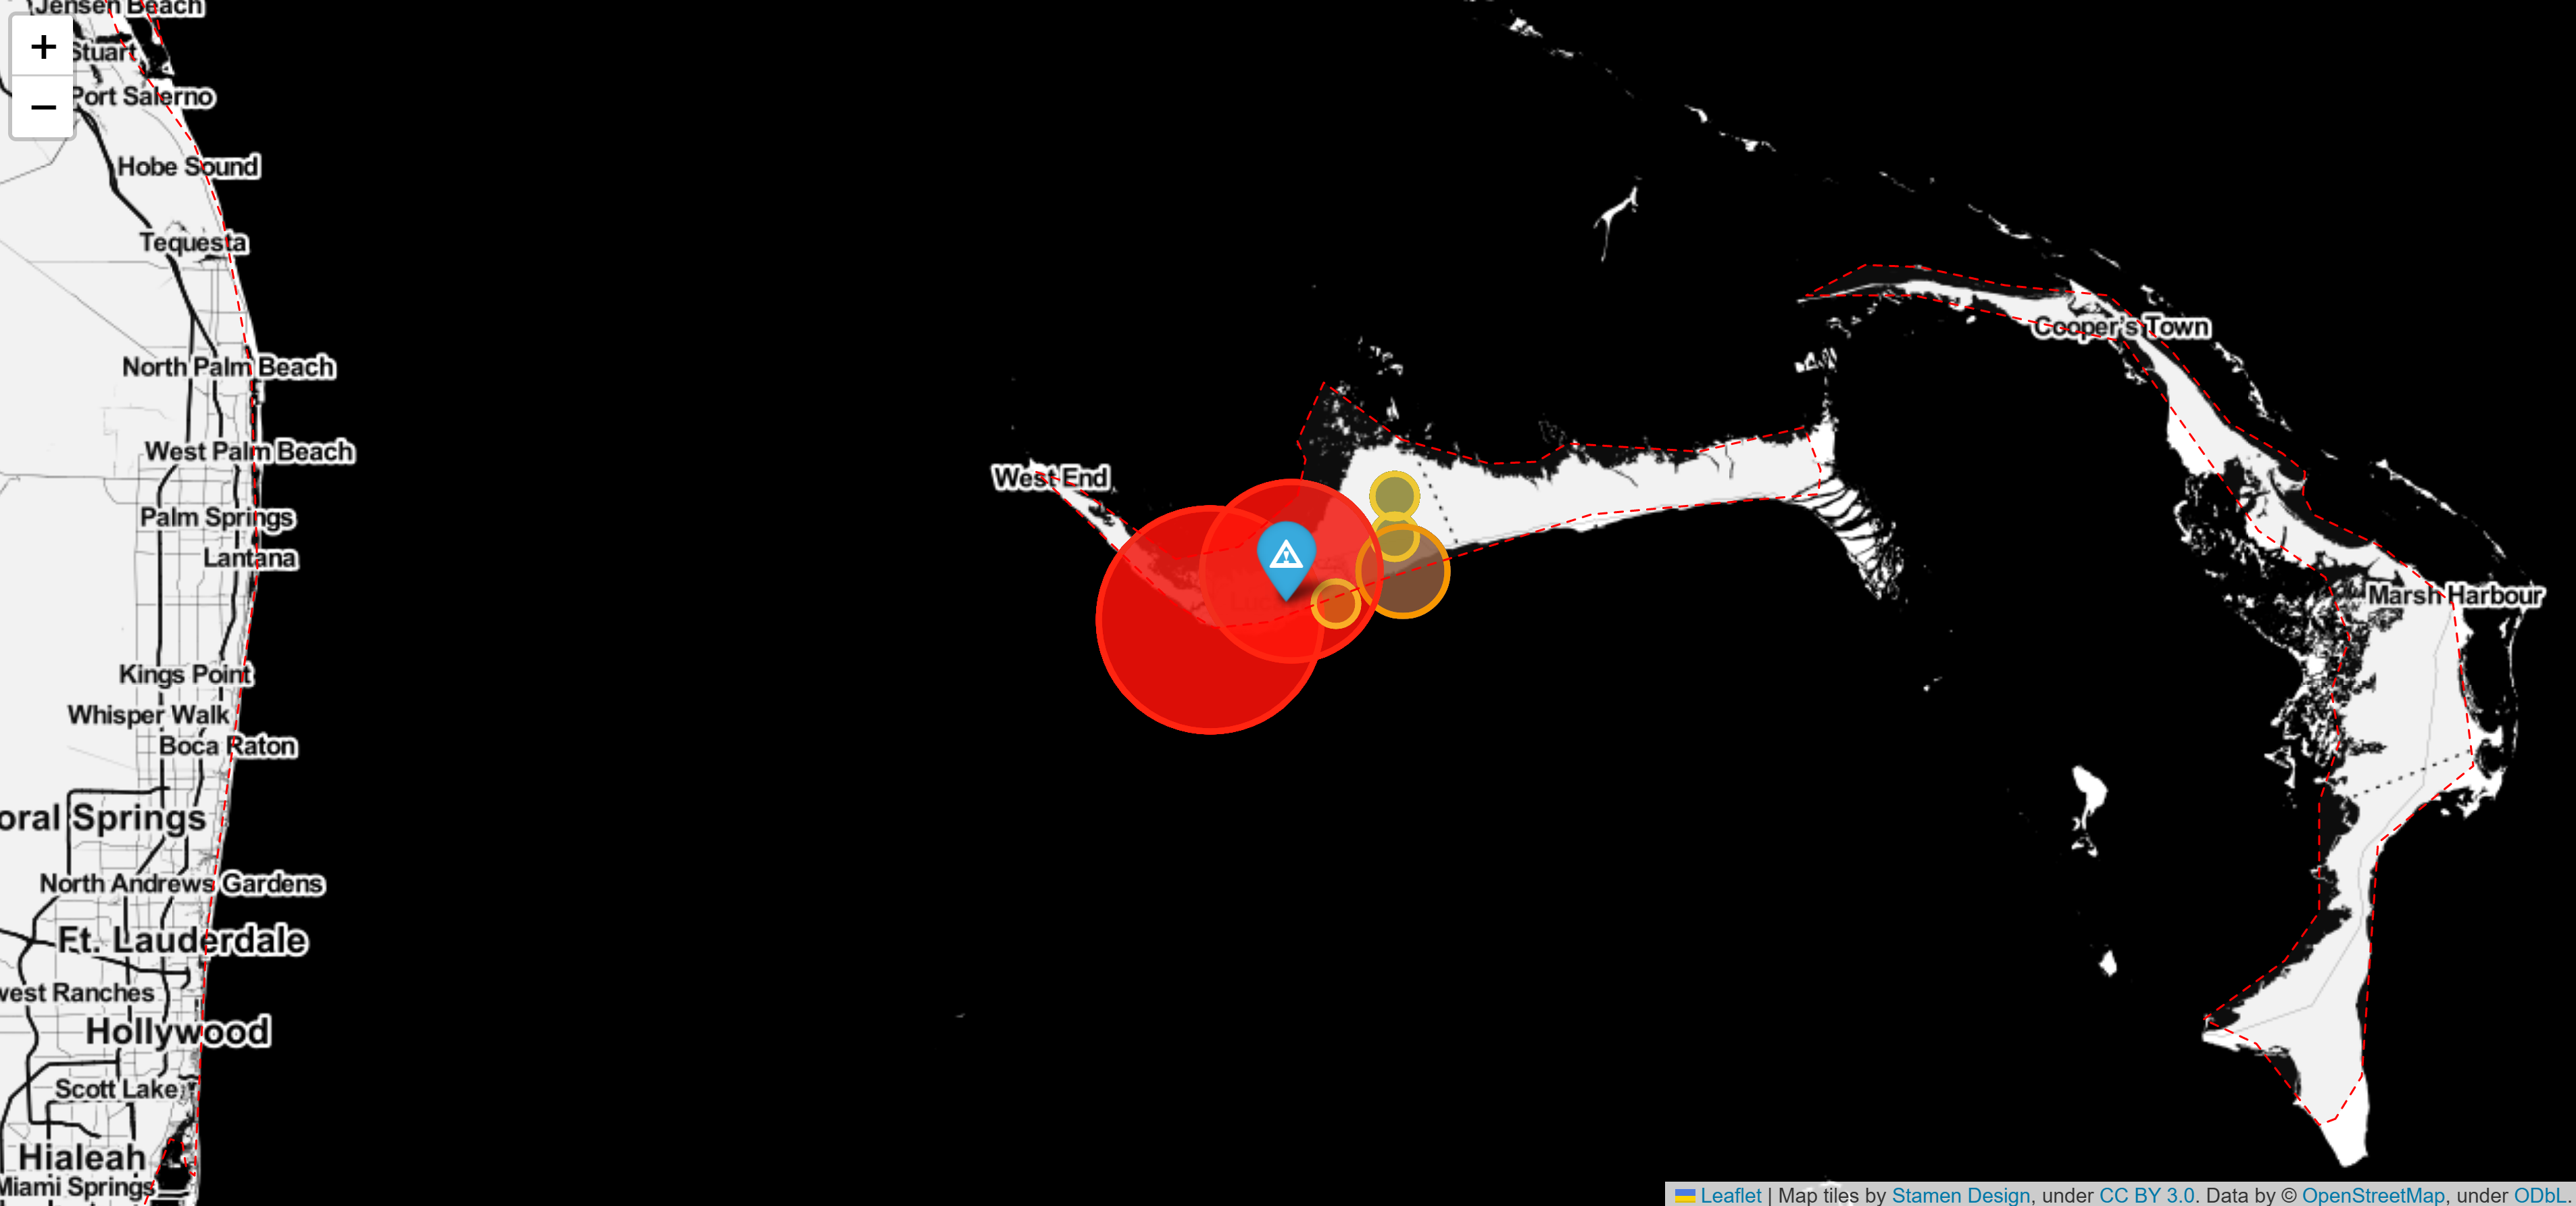 Jensen Beach
+
Stuart
−
Port Salerno
Hobe Sound
Tequesta
Cooper's Town
North Palm Beach
West Palm Beach
West End
Palm Springs
Lantana
Marsh Harbour
Kings Point
Whisper Walk
Boca Raton
oral Springs
North Andrews Gardens
Ft. Lauderdale
west Ranches
Hollywood
Scott Lake
Hialeah
Miami Springs
Leaflet | Map tiles by Stamen Design, under CC BY 3.0. Data by © OpenStreetMap, under ODbL.